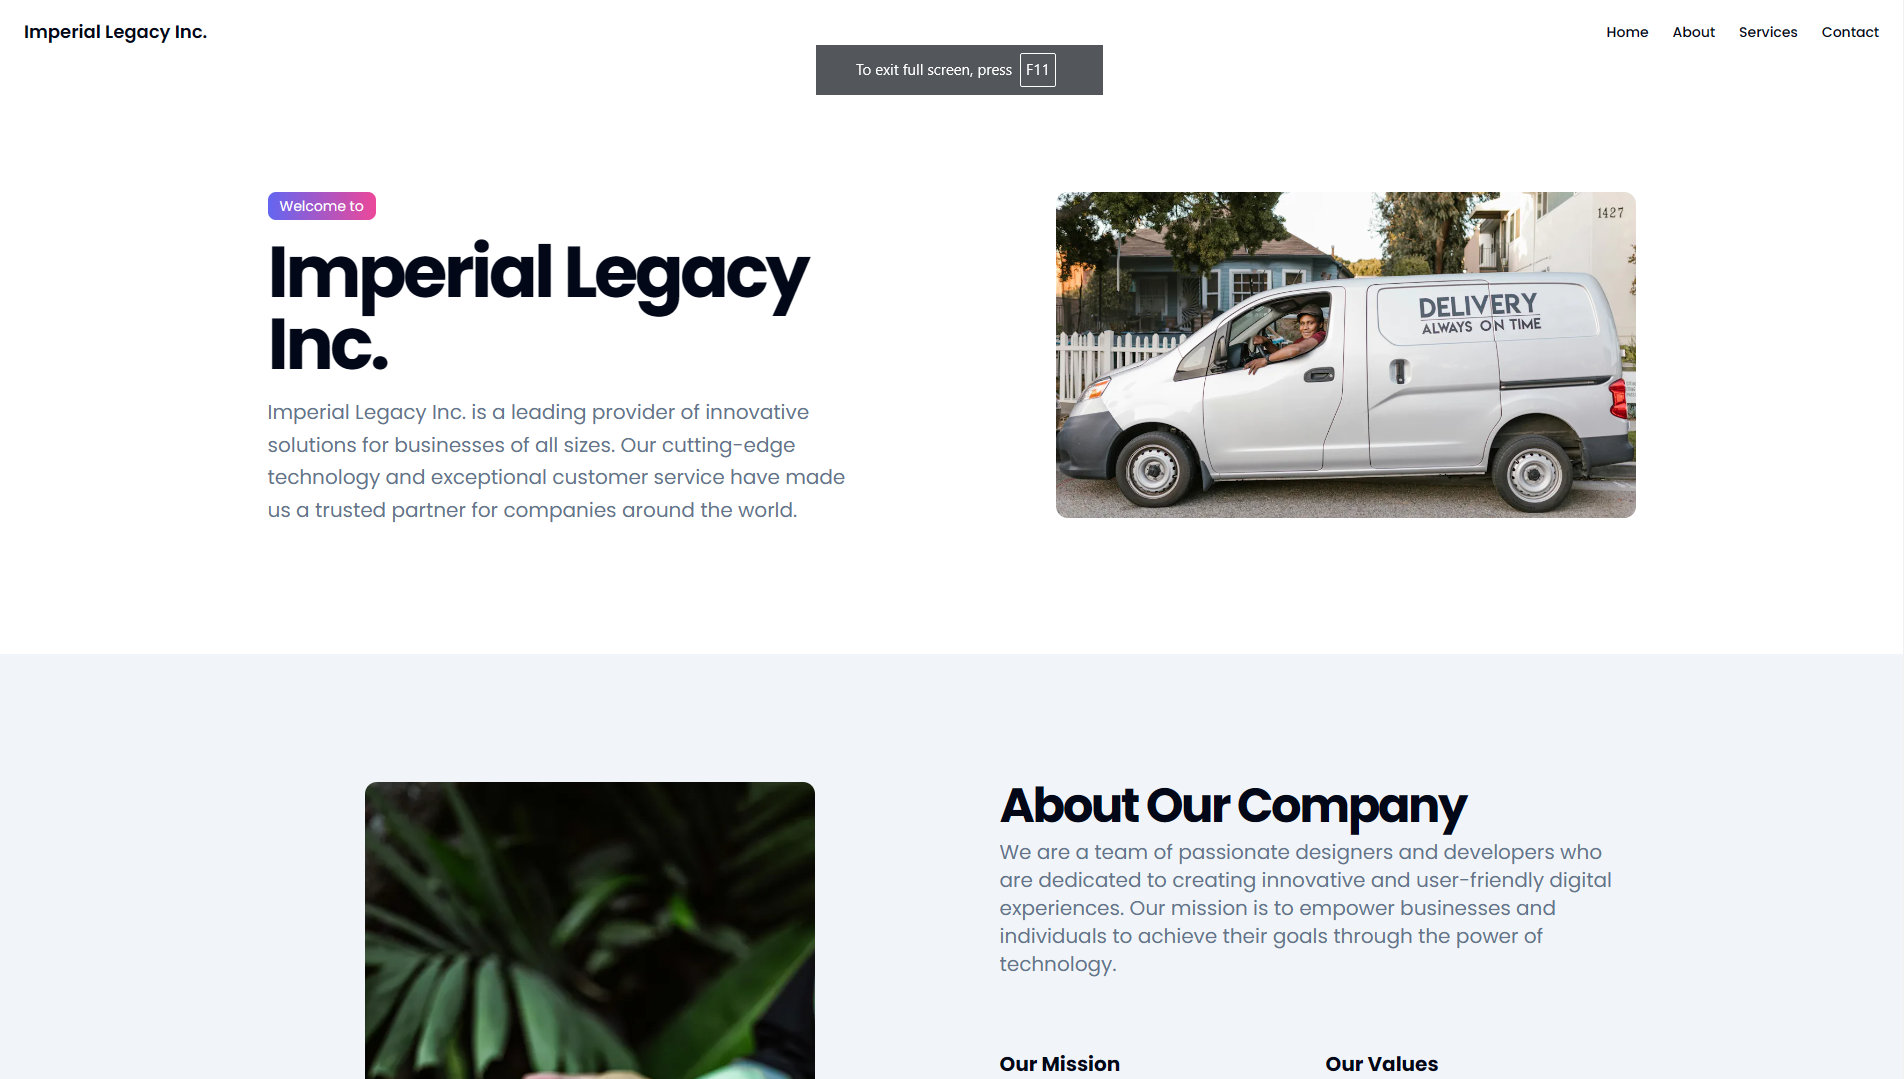 Imperial Legacy Inc.
Home About Services Contact
To exit full screen, press F11
Welcome to
Imperial Legacy
Inc.
Imperial Legacy Inc. is a leading provider of innovative
solutions for businesses of all sizes. Our cutting-edge
technology and exceptional customer service have made
us a trusted partner for companies around the world.
1427
DELIVERY
ALWAYS ON TIME
About Our Company
We are a team of passionate designers and developers who
are dedicated to creating innovative and user-friendly digital
experiences. Our mission is to empower businesses and
individuals to achieve their goals through the power of
technology.
Our Mission
Our Values